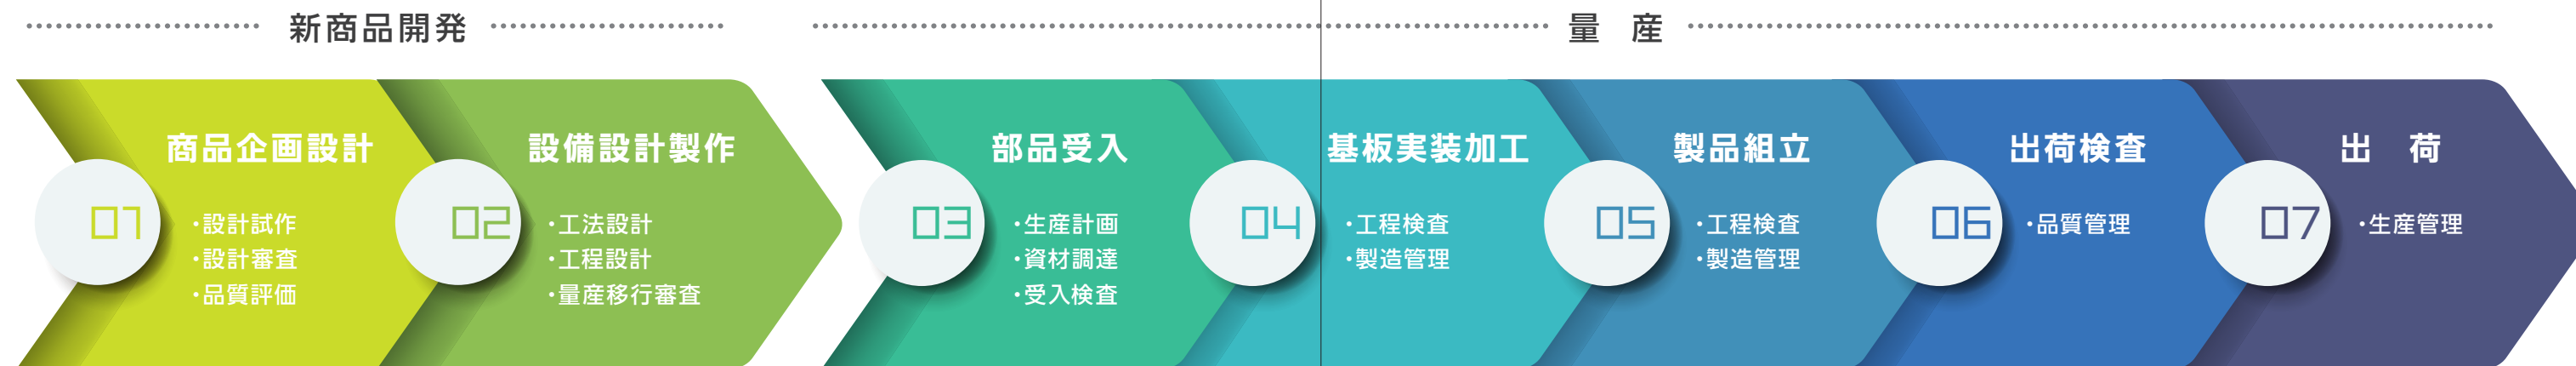 新商品開発
量　産
01
商品企画設計
・設計試作
・設計審査
・品質評価
02
設備設計製作
・工法設計
・工程設計
・量産移行審査
03
部品受入
・生産計画
・資材調達
・受入検査
04
基板実装加工
・工程検査
・製造管理
05
製品組立
・工程検査
・製造管理
06
出荷検査
・品質管理
07
出　荷
・生産管理